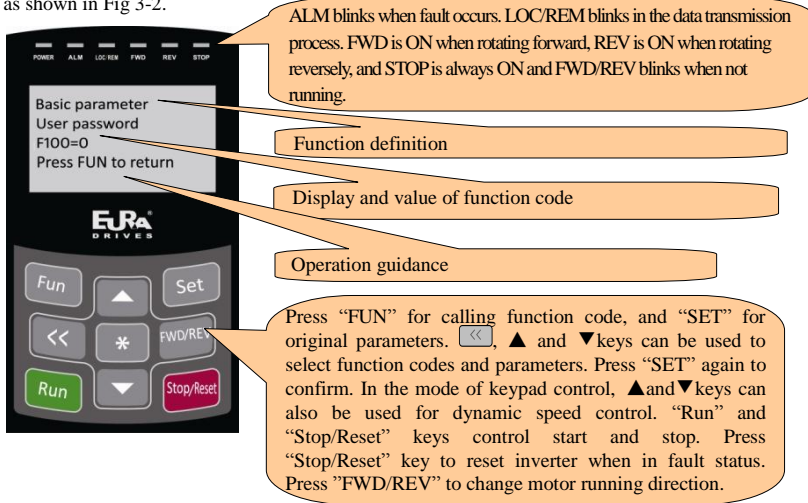 as shown in Fig 3-2.
ALM blinks when fault occurs. LOC/REM blinks in the data transmission
process. FWD is ON when rotating forward, REV is ON when rotating
reversely, and STOP is always ON and FWD/REV blinks when not
running.
POWER ALM LOC/REM FWD REV STOP
Basic parameter
User password
F100=0
Press FUN to return
Function definition
Display and value of function code
Operation guidance
EURA
DRIVES
Fun
Set
<<
*
FWD/REV
Run
Stop/Reset
Press “FUN” for calling function code, and “SET” for
original parameters. <<, ▲ and ▼keys can be used to
select function codes and parameters. Press “SET” again to
confirm. In the mode of keypad control, ▲and▼keys can
also be used for dynamic speed control. “Run” and
“Stop/Reset” keys control start and stop. Press
“Stop/Reset” key to reset inverter when in fault status.
Press "FWD/REV" to change motor running direction.